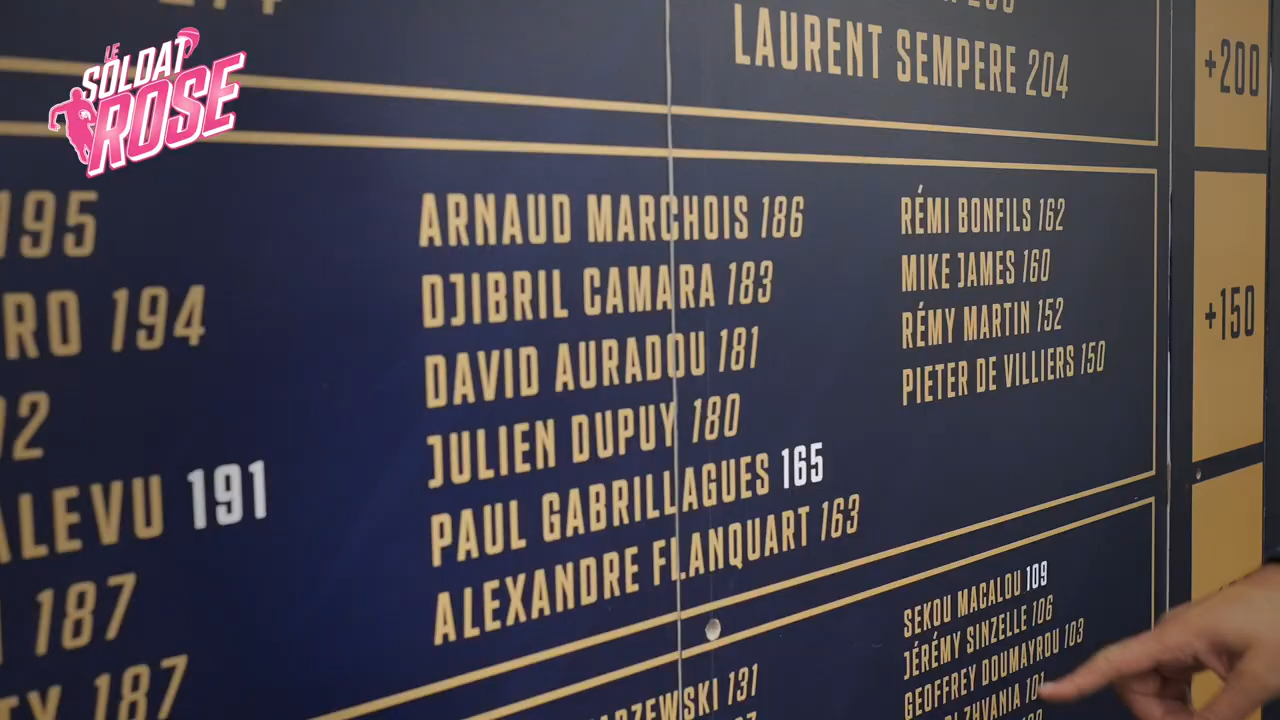 LE
SOLDAT
ROSE
LAURENT SEMPERE 204
+200
195
RO 194
ALEVU 191
187
187
ARNAUD MARCHOIS 186
DJIBRIL CAMARA 183
DAVID AURADOU 181
JULIEN DUPUY 180
PAUL GABRILLAGUES 165
ALEXANDRE FLANQUART 163
RÉMI BONFILS 162
MIKE JAMES 160
RÉMY MARTIN 152
PIETER DE VILLIERS 150
+150
131
SEKOU MACALOU 109
JÉRÉMY SINZELLE 106
GEOFFREY DOUMAYROU 103
ZHVANIA 101